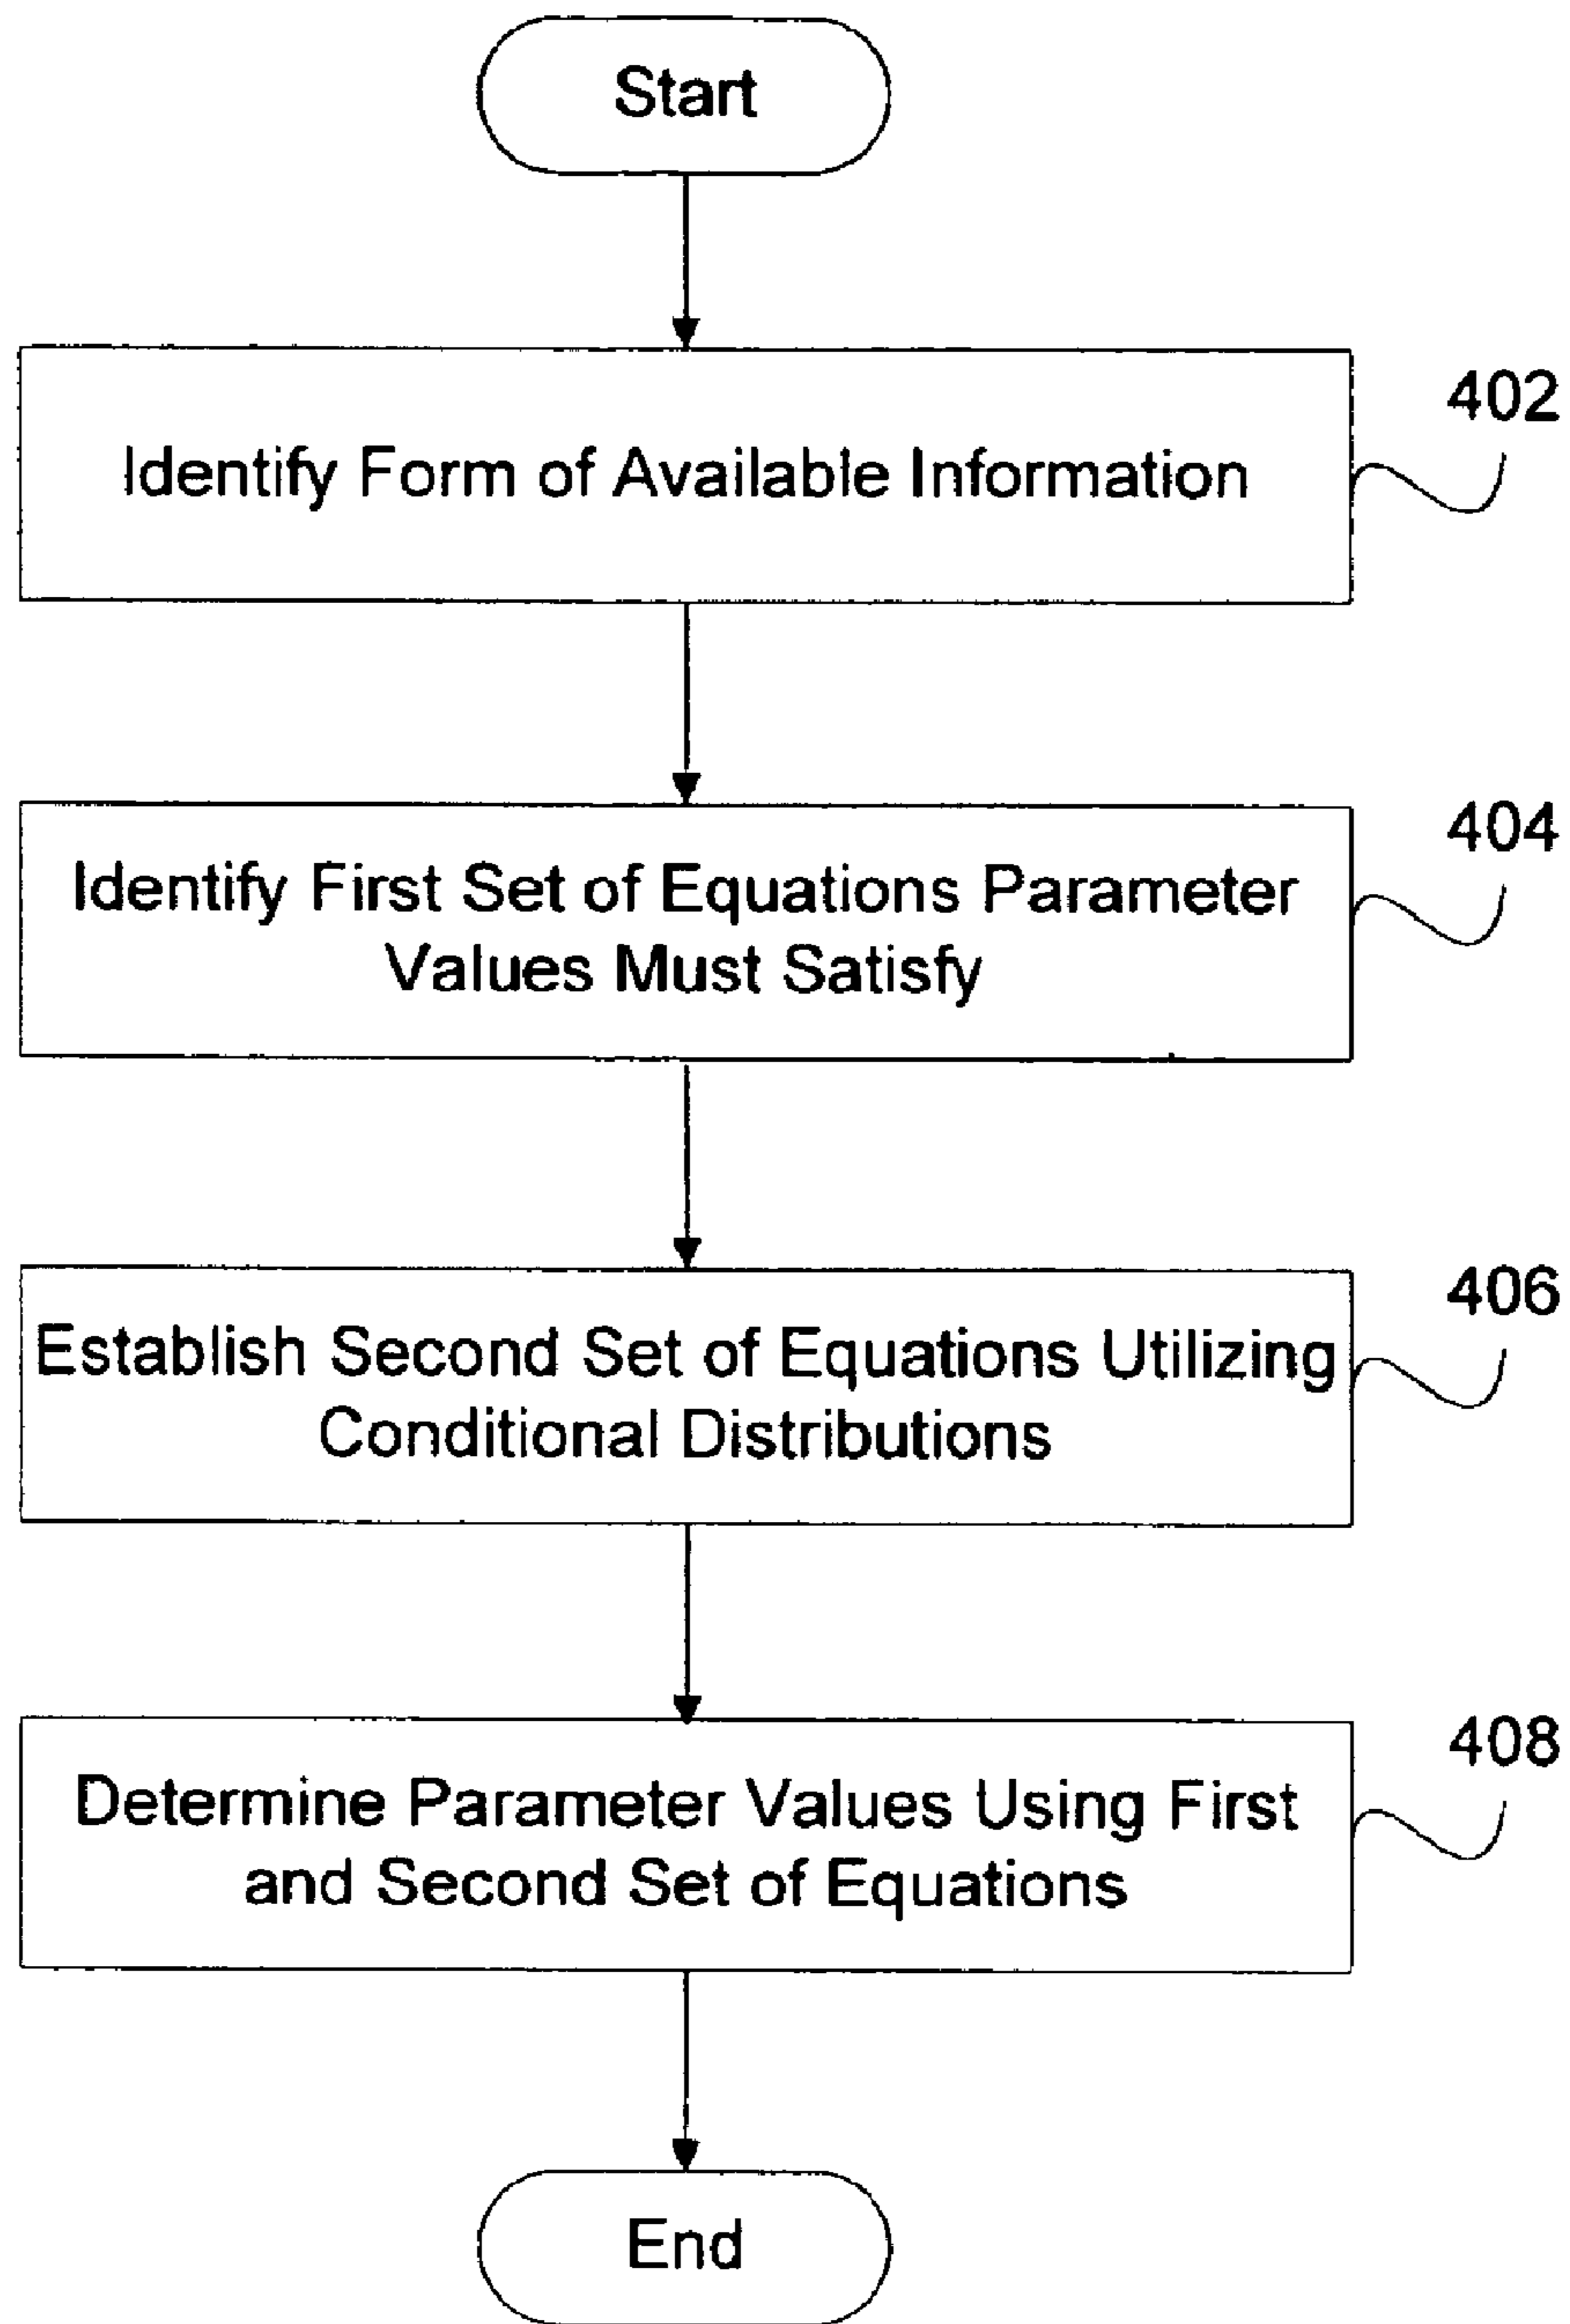 Start
402
Identify Form of Available Information
404
Identify First Set of Equations Parameter
Values Must Satisfy
406
Establish Second Set of Equations Utilizing
Conditional Distributions
408
Determine Parameter Values Using First
and Second Set of Equations
End